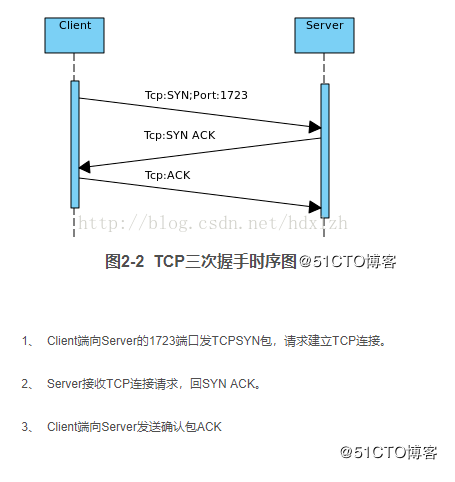 Client
Server
Tcp:SYN;Port:1723
Tcp:SYN ACK
Tcp:ACK
图2-2 TCP三次握手时序图@51CTO博客
1、 Client端向Server的1723端口发TCPSYN包，请求建立TCP连接。
2、 Server接收TCP连接请求，回SYN ACK。
3、 Client端向Server发送确认包ACK
@51CTO博客